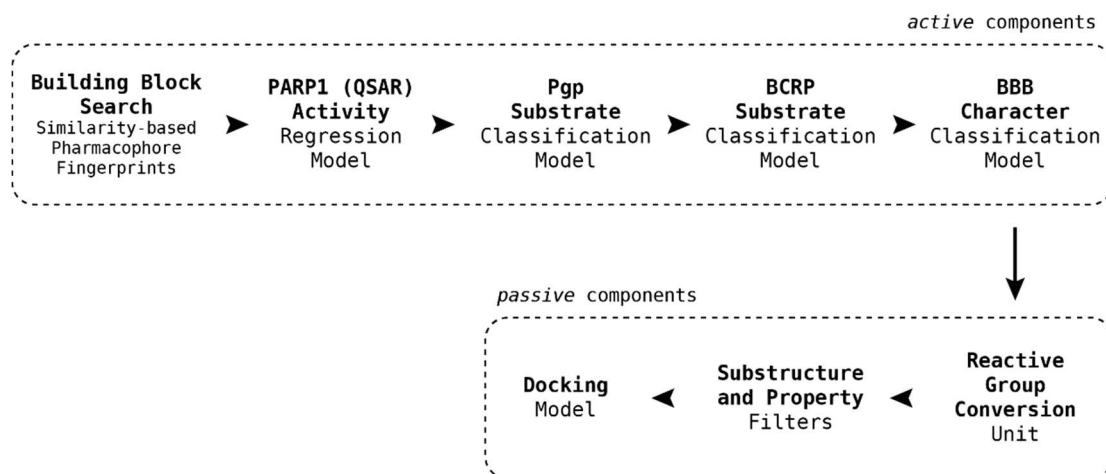 active components
Building Block
Search
Similarity-based
Pharmacophore
Fingerprints
PARP1 (QSAR)
Activity
Regression
Model
Pgp
Substrate
Classification
Model
BCRP
Substrate
Classification
Model
BBB
Character
Classification
Model
passive components
Docking
Model
Substructure
and Property
Filters
Reactive
Group
Conversion
Unit